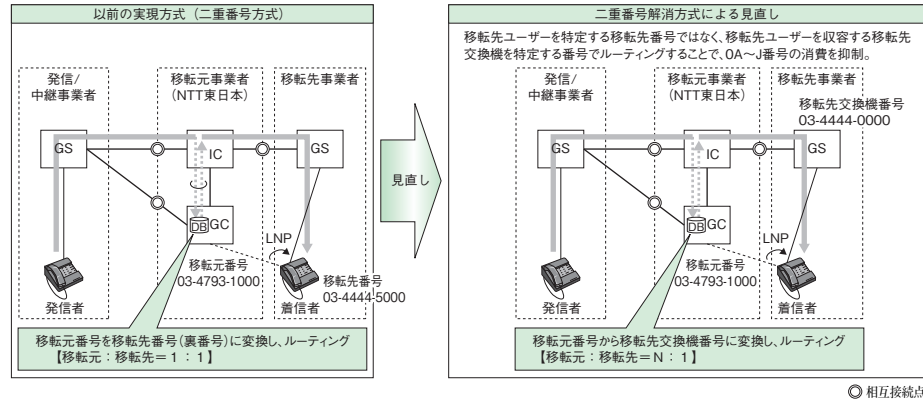 以前の実現方式（二重番号方式）
発信/
中継事業者
移転元事業者
（NTT東日本）
移転先事業者
GS
IC
GS
DB
GC
LNP
移転元番号
03-4793-1000
移転先番号
03-4444-5000
発信者
着信者
移転元番号を移転先番号（裏番号）に変換し、ルーティング
【移転元：移転先＝1：1】
見直し
二重番号解消方式による見直し
移転先ユーザーを特定する移転先番号ではなく、移転先ユーザーを収容する移転先
交換機を特定する番号でルーティングすることで、0A～J番号の消費を抑制。
発信/
中継事業者
移転元事業者
（NTT東日本）
移転先事業者
移転先交換機番号
03-4444-0000
GS
IC
GS
DB
GC
LNP
移転元番号
03-4793-1000
発信者
着信者
移転元番号から移転先交換機番号に変換し、ルーティング
【移転元：移転先＝N：1】
◎ 相互接続点